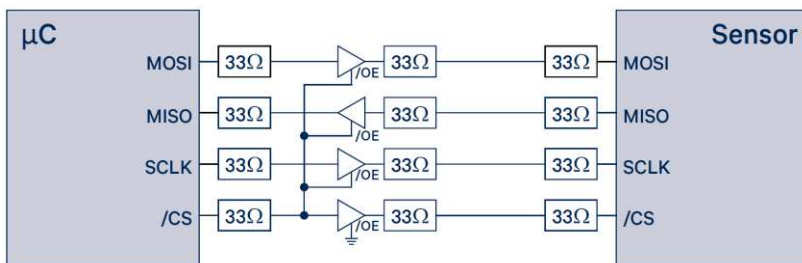 µC
Sensor
MOSI 33Ω /OE 33Ω 33Ω MOSI
MISO 33Ω /OE 33Ω 33Ω MISO
SCLK 33Ω /OE 33Ω 33Ω SCLK
/CS 33Ω /OE 33Ω 33Ω /CS